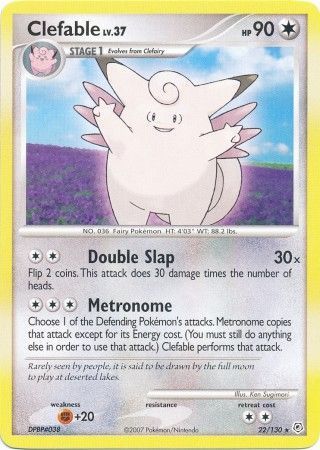 Clefable LV.37 HP 90
STAGE 1 Evolves from Clefairy
NO. 036 Fairy Pokémon. HT: 4'03" WT: 88.2 lbs.
Double Slap 30x
Flip 2 coins. This attack does 30 damage times the number of
heads.
Metronome
Choose 1 of the Defending Pokémon's attacks. Metronome copies
that attack except for its Energy cost. (You must still do anything
else in order to use that attack.) Clefable performs that attack.
Rarely seen by people, it is said to be drawn by the full moon
to play at deserted lakes.
Illus. Ken Sugimori
weakness resistance retreat cost
+20
DPBP#038 ©2007 Pokémon/Nintendo 22/130 ★